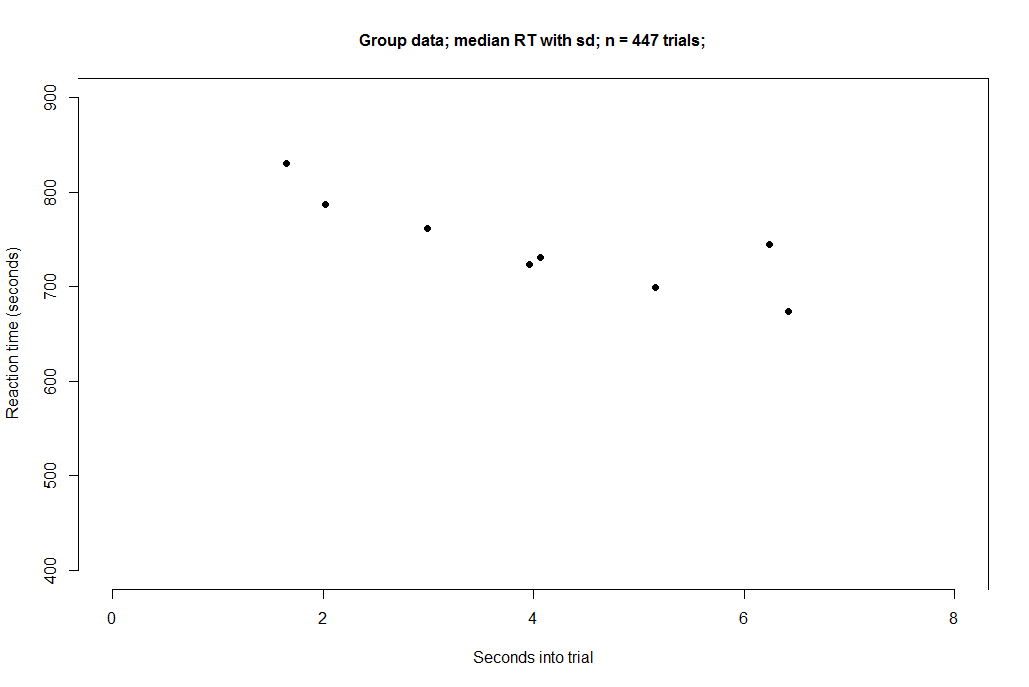 Group data; median RT with sd; n = 447 trials;
Reaction time (seconds)
900
800
700
600
500
400
0 2 4 6 8
Seconds into trial